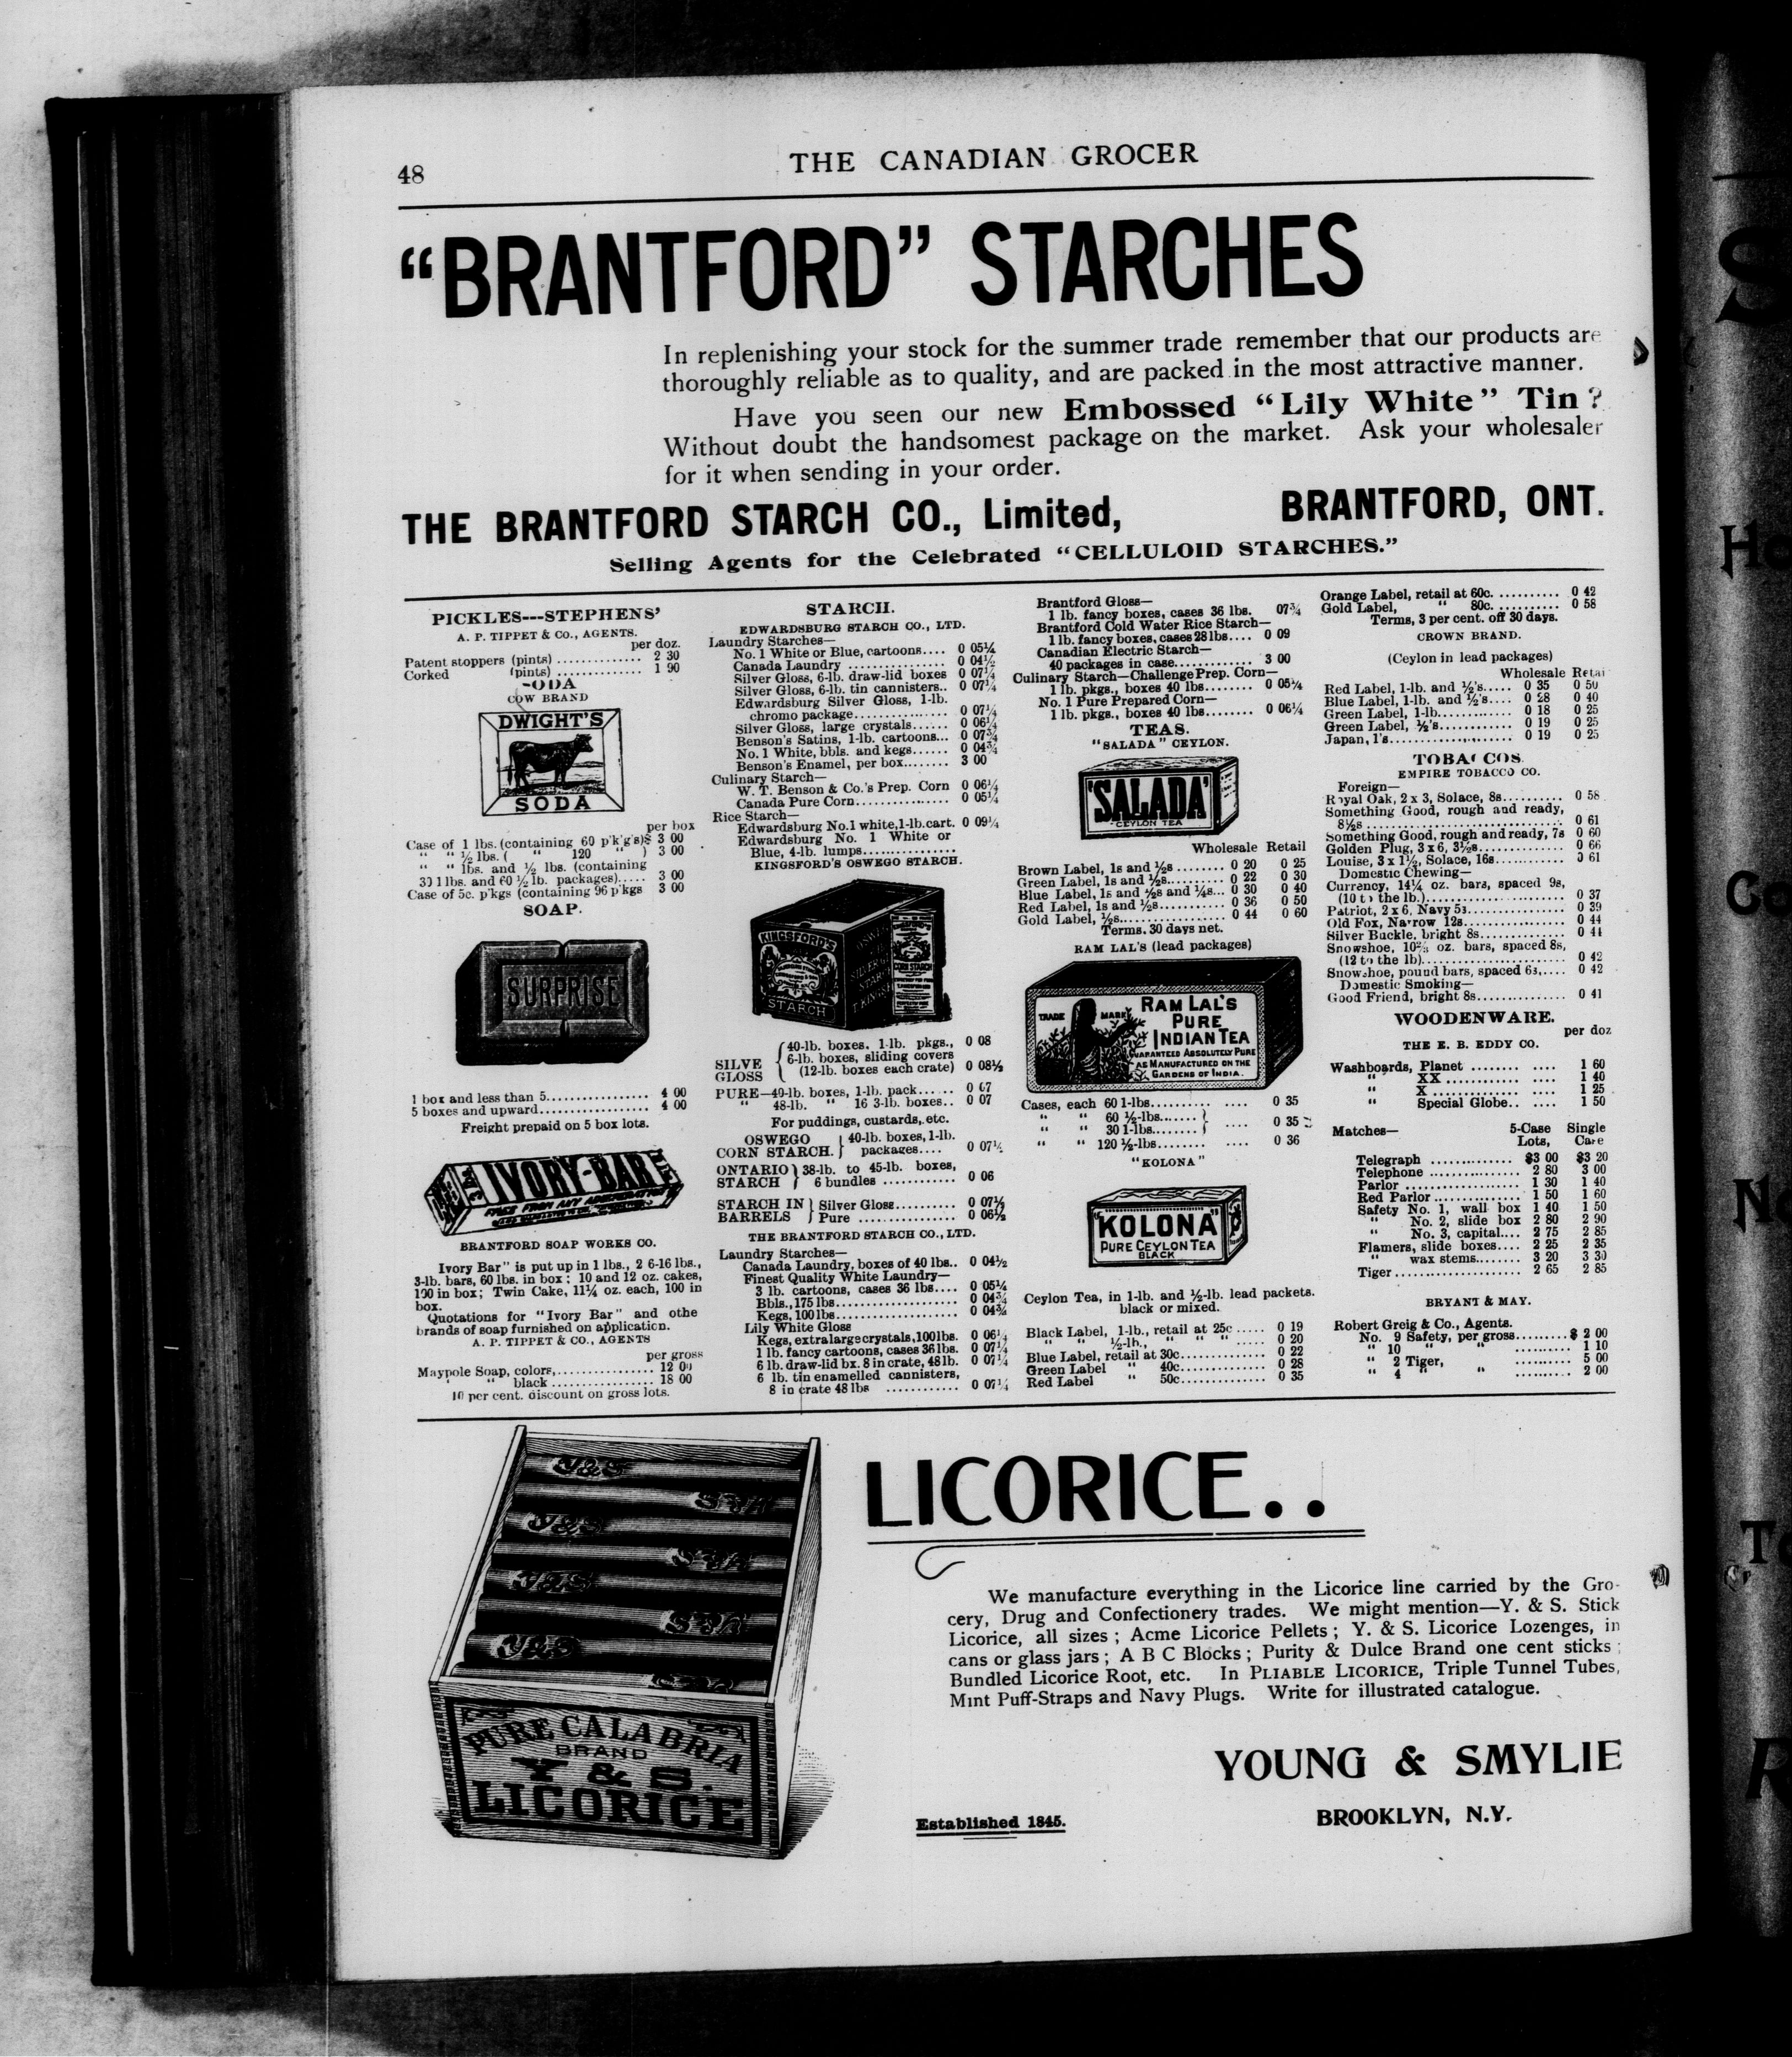 48
THE CANADIAN GROCER
“BRANTFORD” STARCHES
In replenishing your stock for the summer trade remember that our products are
thoroughly reliable as to quality, and are packed in the most attractive manner.
Have you seen our new Embossed “Lily White” Tin?
Without doubt the handsomest package on the market. Ask your wholesaler
for it when sending in your order.
THE BRANTFORD STARCH CO., Limited, BRANTFORD, ONT.
Selling Agents for the Celebrated “CELLULOID STARCHES.”
PICKLES---STEPHENS’
A. P. TIPPET & CO., AGENTS.
per doz.
Patent stoppers (pints) ............. 2 30
Corked (pints) ............. 1 90
SODA
COW BRAND
DWIGHT'S
SODA
per box
Case of 1 lbs. (containing 60 p'k'g's) $ 3 00
“ “ ½ lbs. ( “ 120 “ ) 3 00
“ “ lbs. and ½ lbs. (containing
30 1 lbs. and 60 ½ lb. packages)..... 3 00
Case of 5c. p'kgs (containing 96 p'kgs 3 00
SOAP.
SURPRISE
1 box and less than 5................. 4 00
5 boxes and upward.................. 4 00
Freight prepaid on 5 box lots.
IVORY-BAR
FREE FROM ANY ADULTERATION
BRANTFORD SOAP WORKS CO.
Ivory Bar” is put up in 1 lbs., 2 6-16 lbs.,
3-lb. bars, 60 lbs. in box; 10 and 12 oz. cakes,
100 in box; Twin Cake, 11¼ oz. each, 100 in
box.
Quotations for “Ivory Bar” and othe
brands of soap furnished on application.
A. P. TIPPET & CO., AGENTS
per gross
Maypole Soap, colors,................ 12 00
“ “ black ..................... 18 00
10 per cent. discount on gross lots.
STARCH.
EDWARDSBURG STARCH CO., LTD.
Laundry Starches—
No. 1 White or Blue, cartoons.... 0 05¼
Canada Laundry ................ 0 04½
Silver Gloss, 6-lb. draw-lid boxes 0 07¼
Silver Gloss, 6-lb. tin cannisters.. 0 07¼
Edwardsburg Silver Gloss, 1-lb.
chromo package............... 0 07¼
Silver Gloss, large crystals...... 0 06¼
Benson's Satins, 1-lb. cartoons... 0 07¾
No. 1 White, bbls. and kegs...... 0 04¾
Benson's Enamel, per box........ 3 00
Culinary Starch—
W. T. Benson & Co.'s Prep. Corn 0 06¼
Canada Pure Corn............... 0 05¼
Rice Starch—
Edwardsburg No. 1 white, 1-lb. cart. 0 09¼
Edwardsburg No. 1 White or
Blue, 4-lb. lumps...............
KINGSFORD'S OSWEGO STARCH.
KINGSFORD'S
STARCH
SILVE
GLOSS
40-lb. boxes, 1-lb. pkgs., 0 08
6-lb. boxes, sliding covers
(12-lb. boxes each crate) 0 08½
PURE—40-lb. boxes, 1-lb. pack...... 0 07
“ 48-lb. “ 16 3-lb. boxes.. 0 07
For puddings, custards, etc.
OSWEGO 40-lb. boxes, 1-lb.
CORN STARCH. packages.... 0 07¼
ONTARIO 38-lb. to 45-lb. boxes,
STARCH 6 bundles ............ 0 06
STARCH IN Silver Gloss.......... 0 07½
BARRELS Pure ................ 0 06½
THE BRANTFORD STARCH CO., LTD.
Laundry Starches—
Canada Laundry, boxes of 40 lbs.. 0 04½
Finest Quality White Laundry—
3 lb. cartoons, cases 36 lbs.... 0 05¼
Bbls., 175 lbs.................... 0 04¾
Kegs, 100 lbs.................... 0 04¾
Lily White Gloss
Kegs, extra large crystals, 100 lbs. 0 06¼
1 lb. fancy cartoons, cases 36 lbs. 0 07¼
6 lb. draw-lid bx. 8 in crate, 48 lb. 0 07¼
6 lb. tin enamelled cannisters,
8 in crate 48 lbs ............ 0 07¼
Brantford Gloss—
1 lb. fancy boxes, cases 36 lbs. 07¾
Brantford Cold Water Rice Starch—
1 lb. fancy boxes, cases 28 lbs.... 0 09
Canadian Electric Starch—
40 packages in case............. 3 00
Culinary Starch—Challenge Prep. Corn—
1 lb. pkgs., boxes 40 lbs........ 0 05¼
No. 1 Pure Prepared Corn—
1 lb. pkgs., boxes 40 lbs........ 0 06¼
TEAS.
“SALADA” CEYLON.
“SALADA”
CEYLON TEA
Wholesale Retail
Brown Label, 1s and ½s ........ 0 20 0 25
Green Label, 1s and ½s......... 0 22 0 30
Blue Label, 1s and ½s and ¼s... 0 30 0 40
Red Label, 1s and ½s........... 0 36 0 50
Gold Label, ½s................. 0 44 0 60
Terms, 30 days net.
RAM LAL'S (lead packages)
TRADE MARK
RAM LAL'S
PURE
INDIAN TEA
GUARANTEED ABSOLUTELY PURE
AS MANUFACTURED ON THE
GARDENS OF INDIA.
Cases, each 60 1-lbs.......... .... 0 35
“ “ 60 ½-lbs.......
“ “ 30 1-lbs........ .... 0 35
“ “ 120 ½-lbs........ .... 0 36
“KOLONA”
“KOLONA”
PURE CEYLON TEA
BLACK
Ceylon Tea, in 1-lb. and ½-lb. lead packets.
black or mixed.
Black Label, 1-lb., retail at 25c ..... 0 19
“ “ ½-lb., “ “ “ ..... 0 20
Blue Label, retail at 30c............. 0 22
Green Label “ 40c............. 0 28
Red Label “ 50c............. 0 35
Orange Label, retail at 60c. .......... 0 42
Gold Label, “ 80c. .......... 0 58
Terms, 3 per cent. off 30 days.
CROWN BRAND.
(Ceylon in lead packages)
Wholesale Retai
Red Label, 1-lb. and ½'s..... 0 35 0 50
Blue Label, 1-lb. and ½'s.... 0 28 0 40
Green Label, 1-lb............ 0 18 0 25
Green Label, ½'s............ 0 19 0 25
Japan, 1's................... 0 19 0 25
TOBACCOS.
EMPIRE TOBACCO CO.
Foreign—
Royal Oak, 2 x 3, Solace, 8s.......... 0 58
Something Good, rough and ready,
8½s .............................. 0 61
Something Good, rough and ready, 7s 0 60
Golden Plug, 3 x 6, 3½s............. 0 66
Louise, 3 x 1½, Solace, 16s........... 0 61
Domestic Chewing—
Currency, 14¼ oz. bars, spaced 9s,
(10 to the lb.)...................... 0 37
Patriot, 2 x 6, Navy 5s............... 0 39
Old Fox, Narrow 12s................ 0 44
Silver Buckle, bright 8s............. 0 44
Snowshoe, 10⅔ oz. bars, spaced 8s,
(12 to the lb)...................... 0 42
Snowshoe, pound bars, spaced 6s,.... 0 42
Domestic Smoking—
Good Friend, bright 8s.............. 0 41
WOODENWARE.
per doz
THE E. B. EDDY CO.
Washboards, Planet ........ .... 1 60
“ XX ............ .... 1 40
“ X .............. .... 1 25
“ Special Globe.. .... 1 50
Matches— 5-Case Single
Lots, Case
Telegraph ............. $3 00 $3 20
Telephone .............. 2 80 3 00
Parlor .................. 1 30 1 40
Red Parlor.............. 1 50 1 60
Safety No. 1, wall box 1 40 1 50
“ No. 2, slide box 2 80 2 90
“ No. 3, capital.... 2 75 2 85
Flamers, slide boxes.... 2 25 2 35
“ wax stems........ 3 20 3 30
Tiger .................... 2 65 2 85
BRYANT & MAY.
Robert Greig & Co., Agents.
No. 9 Safety, per gross......... $ 2 00
“ 10 “ “ .......... 1 10
“ 2 Tiger, .......... 5 00
“ 4 “ “ .......... 2 00
Y&S
Y&S
Y&S
Y&S
PURE CALABRIA
BRAND
Y & S.
LICORICE
LICORICE..
We manufacture everything in the Licorice line carried by the Gro-
cery, Drug and Confectionery trades. We might mention—Y. & S. Stick
Licorice, all sizes; Acme Licorice Pellets; Y. & S. Licorice Lozenges, in
cans or glass jars; A B C Blocks; Purity & Dulce Brand one cent sticks;
Bundled Licorice Root, etc. In PLIABLE LICORICE, Triple Tunnel Tubes,
Mint Puff-Straps and Navy Plugs. Write for illustrated catalogue.
YOUNG & SMYLIE
Established 1845.
BROOKLYN, N.Y.